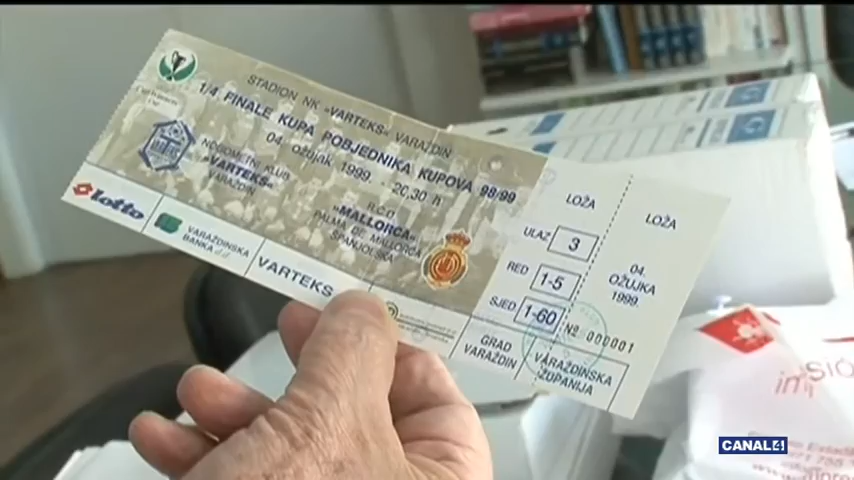 STADION NK »VARTEKS« VARAŽDIN
1/4 FINALE KUPA POBJEDNIKA KUPOVA 98/99
04. OŽUJAK 1999. - 20,30 h
NOGOMETNI KLUB
»VARTEKS«
VARAŽDIN
R.C.D.
»MALLORCA«
PALMA DE MALLORCA
ŠPANJOLSKA
lotto
VARAŽDINSKA
BANKA d.d.
VARTEKS
GRAD
VARAŽDIN
VARAŽDINSKA
ŽUPANIJA
LOŽA
ULAZ 3
RED 1-5
SJED. 1-60
LOŽA
04.
OŽUJKA
1999.
Nº 000001
CANAL4